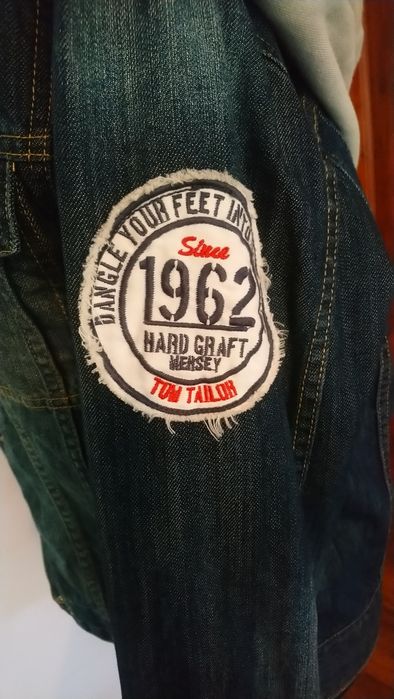 DANGLE YOUR FEET INTO
Since
1962
HARD GRAFT
MERSEY
TOM TAILOR